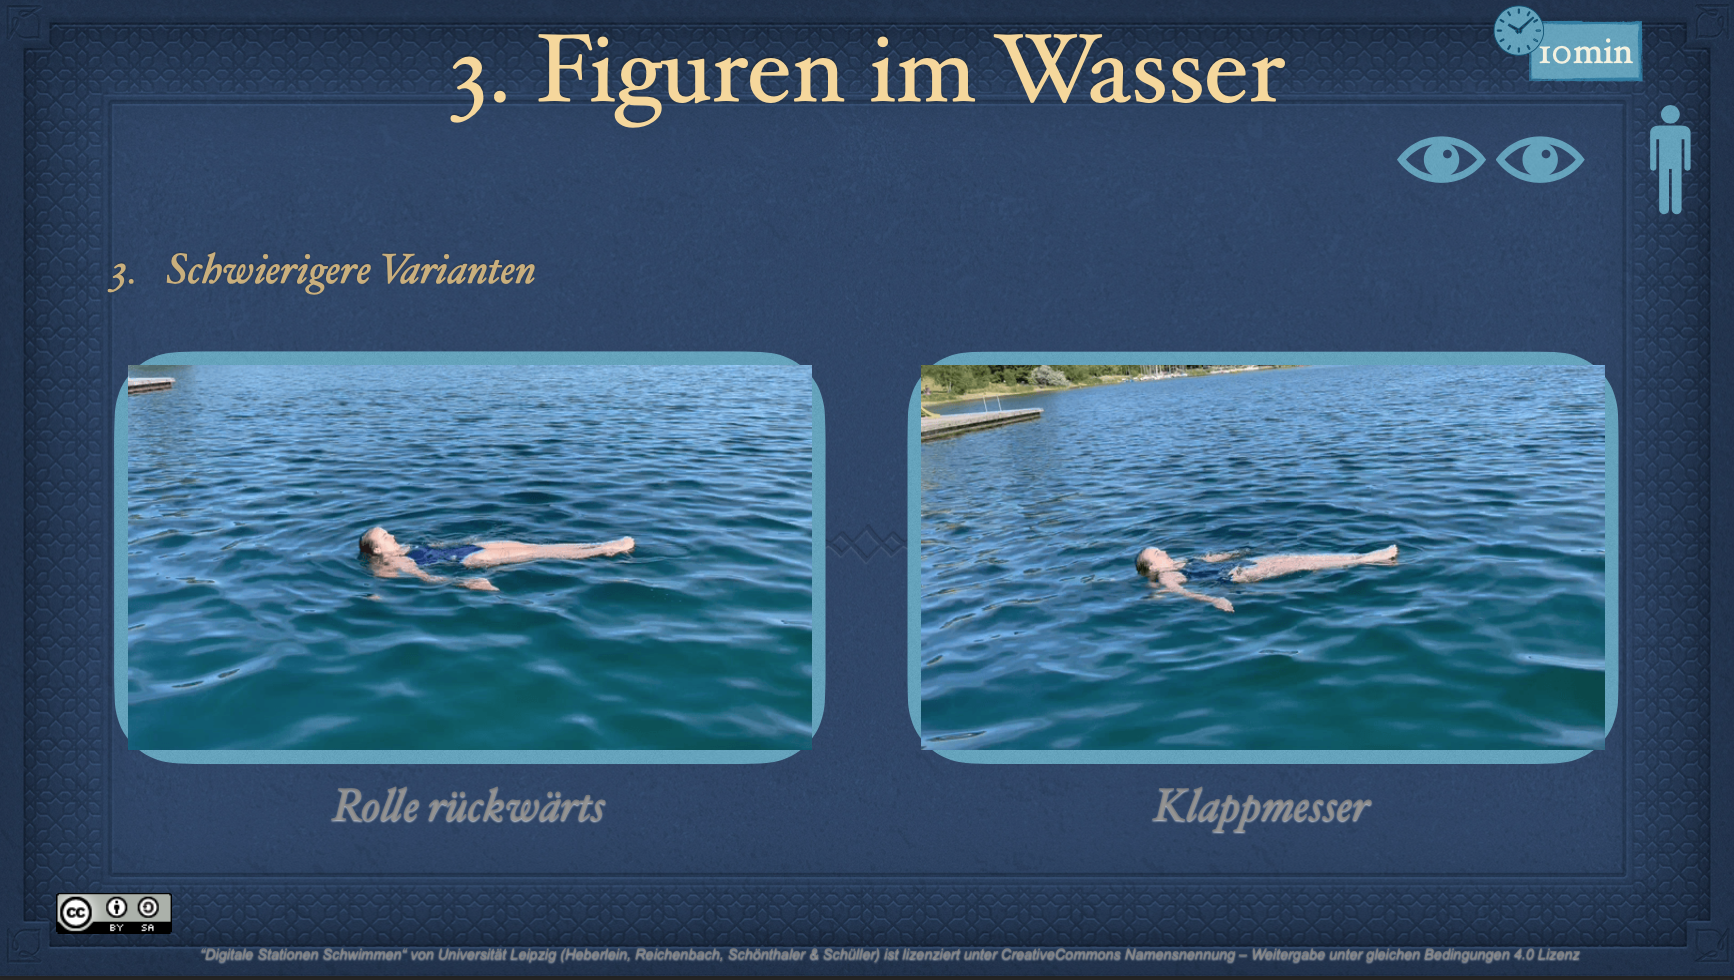 3. Figuren im Wasser
10min
3. Schwierigere Varianten
Rolle rückwärts
Klappmesser
cc
BY SA
"Digitale Stationen Schwimmen" von Universität Leipzig (Heberlein, Reichenbach, Schönthaler & Schüller) ist lizenziert unter CreativeCommons Namensnennung – Weitergabe unter gleichen Bedingungen 4.0 Lizenz